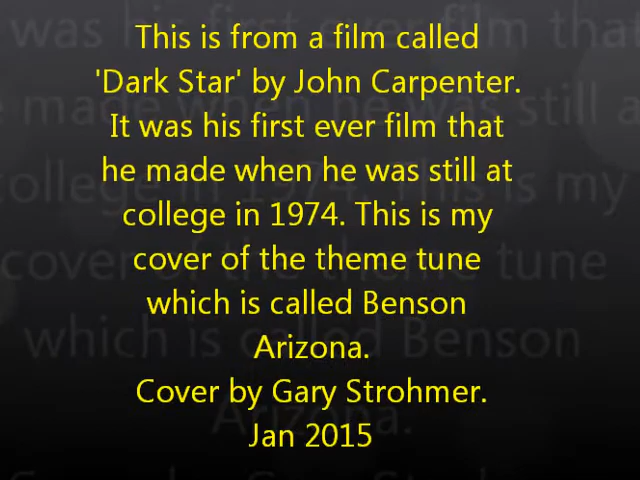 This is from a film called
'Dark Star' by John Carpenter.
It was his first ever film that
he made when he was still at
college in 1974. This is my
cover of the theme tune
which is called Benson
Arizona.
Cover by Gary Strohmer.
Jan 2015